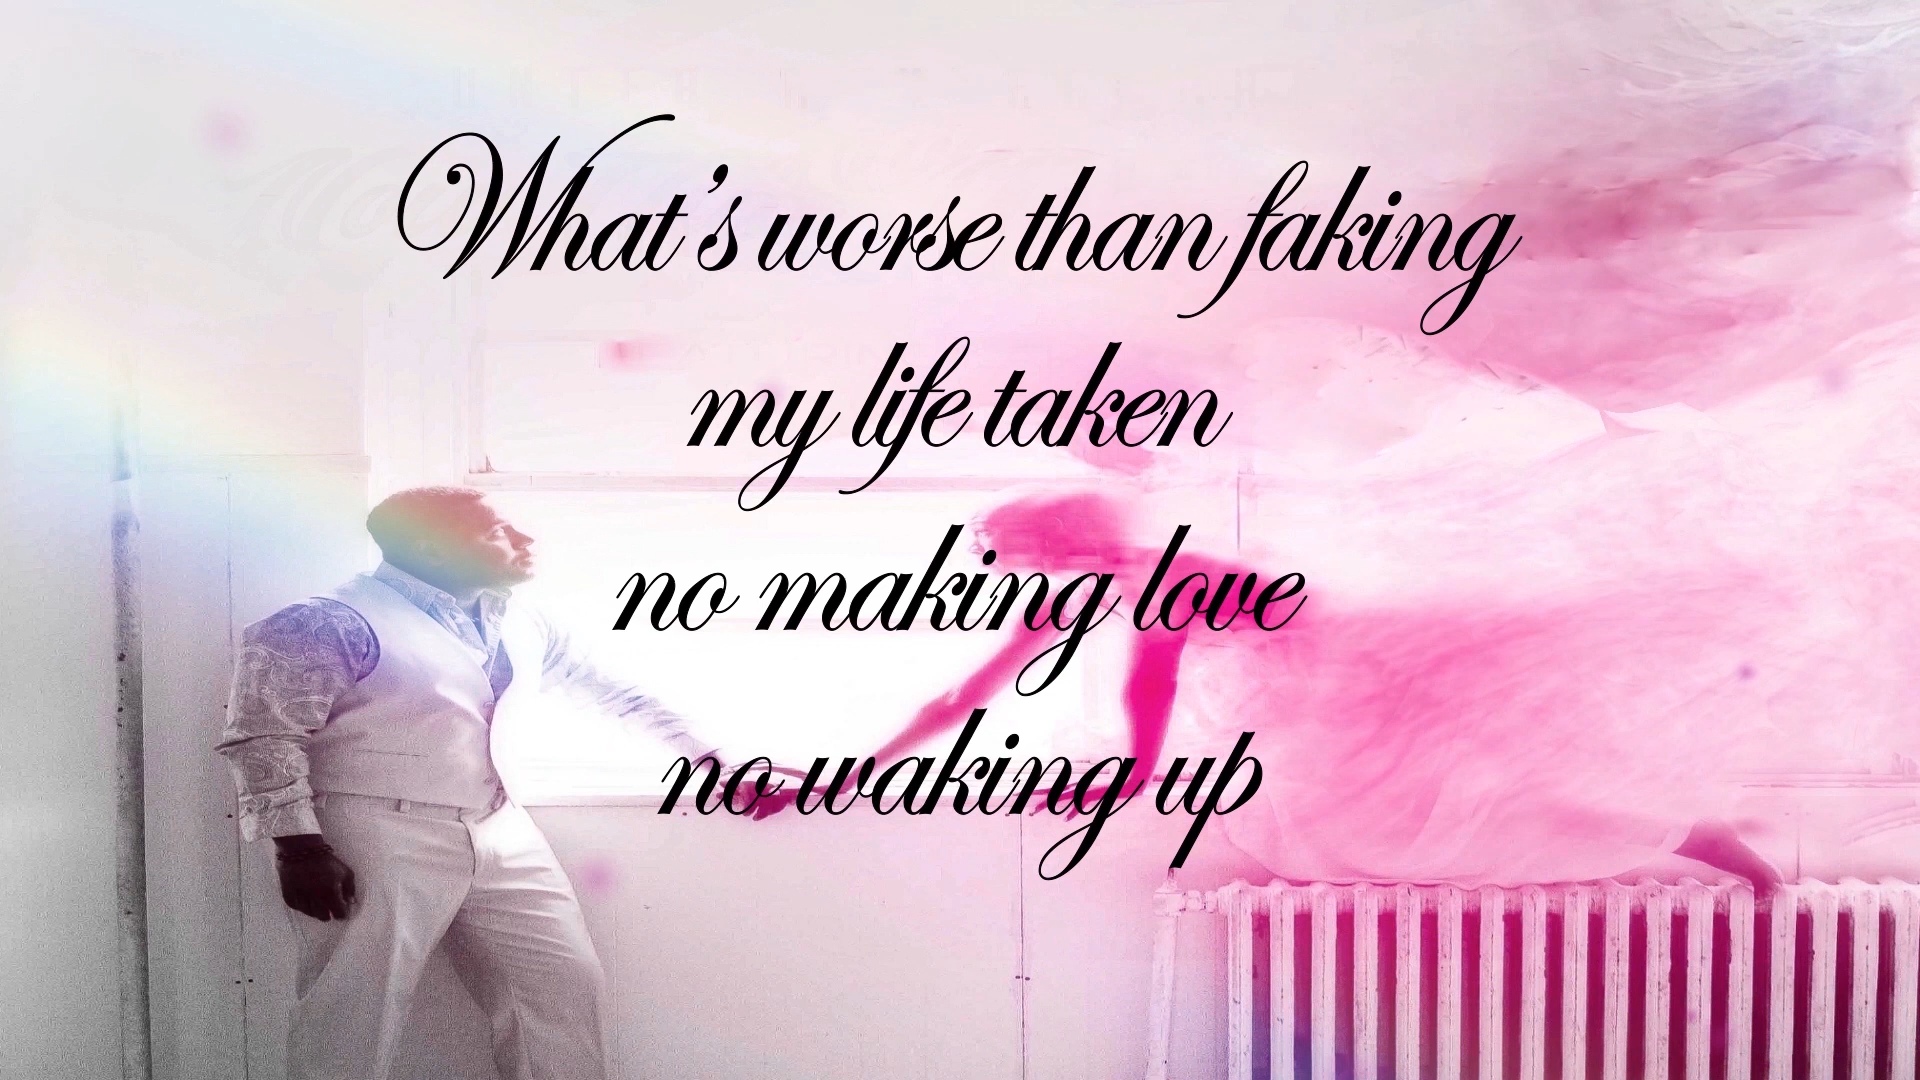 What's worse than faking
my life taken
no making love
no waking up